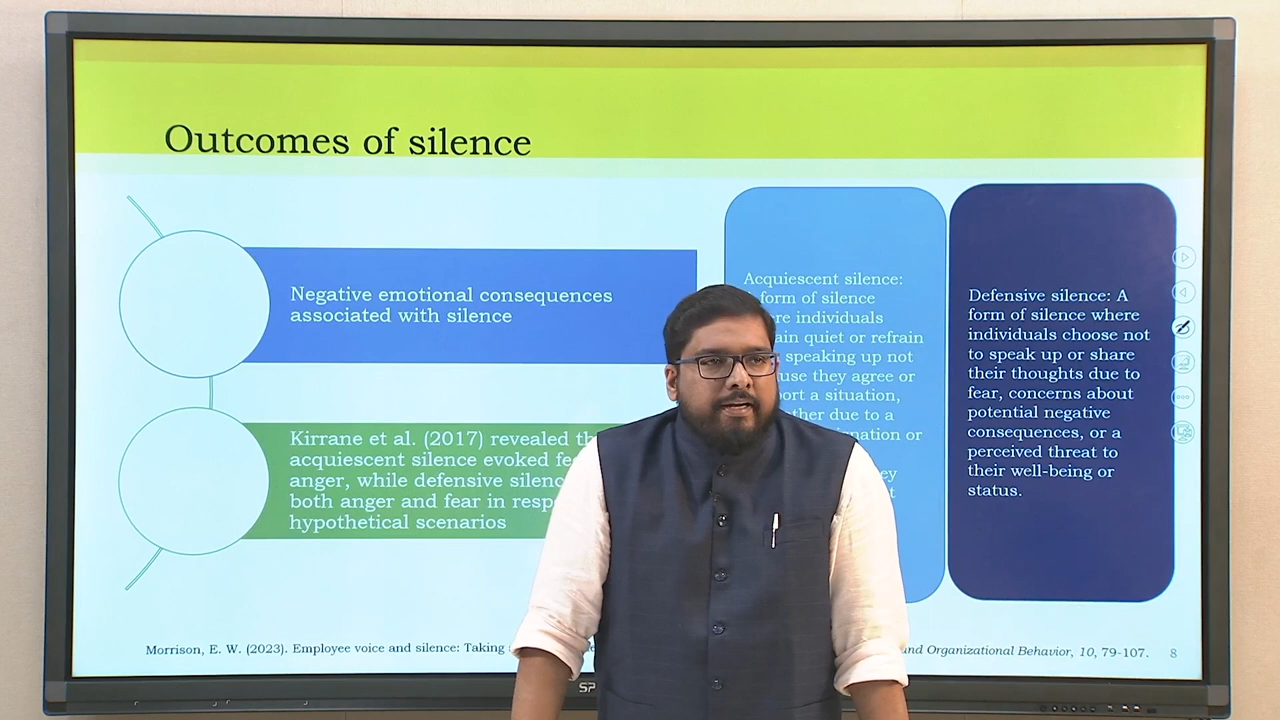 Outcomes of silence
Negative emotional consequences
associated with silence
Kirrane et al. (2017) revealed
acquiescent silence evoked
anger, while defensive
both anger and fear in
hypothetical scenarios
Acquiescent silence:
form of silence
individuals
quiet or refrain
speaking up not
they agree or
a situation,
due to a
or
Defensive silence: A
form of silence where
individuals choose not
to speak up or share
their thoughts due to
fear, concerns about
potential negative
consequences, or a
perceived threat to
their well-being or
status.
Morrison, E. W. (2023). Employee voice and silence: Taking
and Organizational Behavior, 10, 79-107.
8
SP